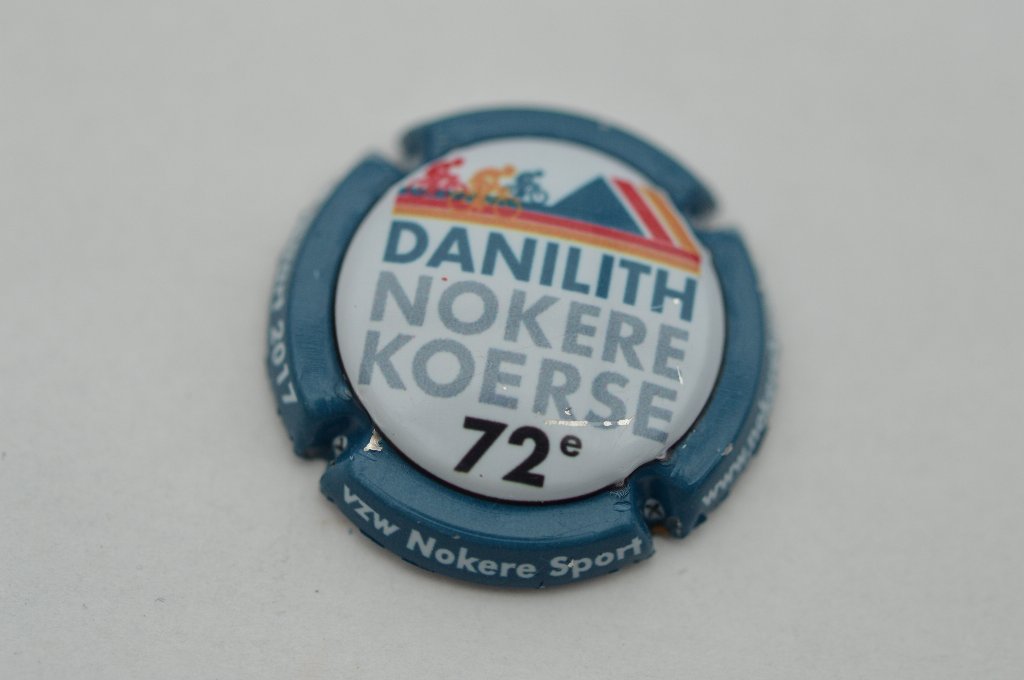 DANILITH
NOKERE
KOERSE
72e
vzw Nokere Sport
2017